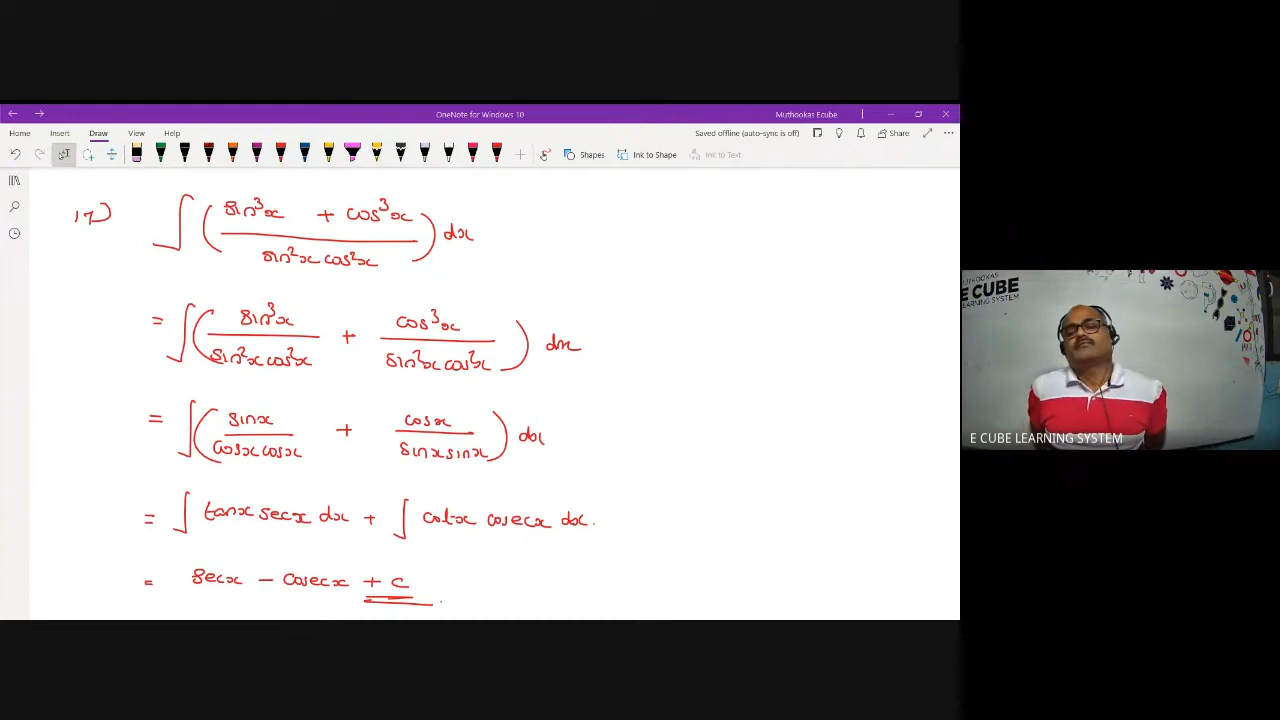 OneNote for Windows 10
Muthookas Ecube
Home Insert Draw View Help
Saved offline (auto-sync is off)
Share
Shapes
Ink to Shape
Ink to Text
17) ∫ ( (sin³x + cos³x) / (sin²x cos²x) ) dx
= ∫ ( sin³x / (sin²x cos²x) + cos³x / (sin²x cos²x) ) dx
= ∫ ( sinx / (cosx cosx) + cosx / (sinx sinx) ) dx
= ∫ tanx secx dx + ∫ cotx cosecx dx.
= secx − cosecx + c
MUTHOOKAS
E CUBE
LEARNING SYSTEM
E CUBE LEARNING SYSTEM